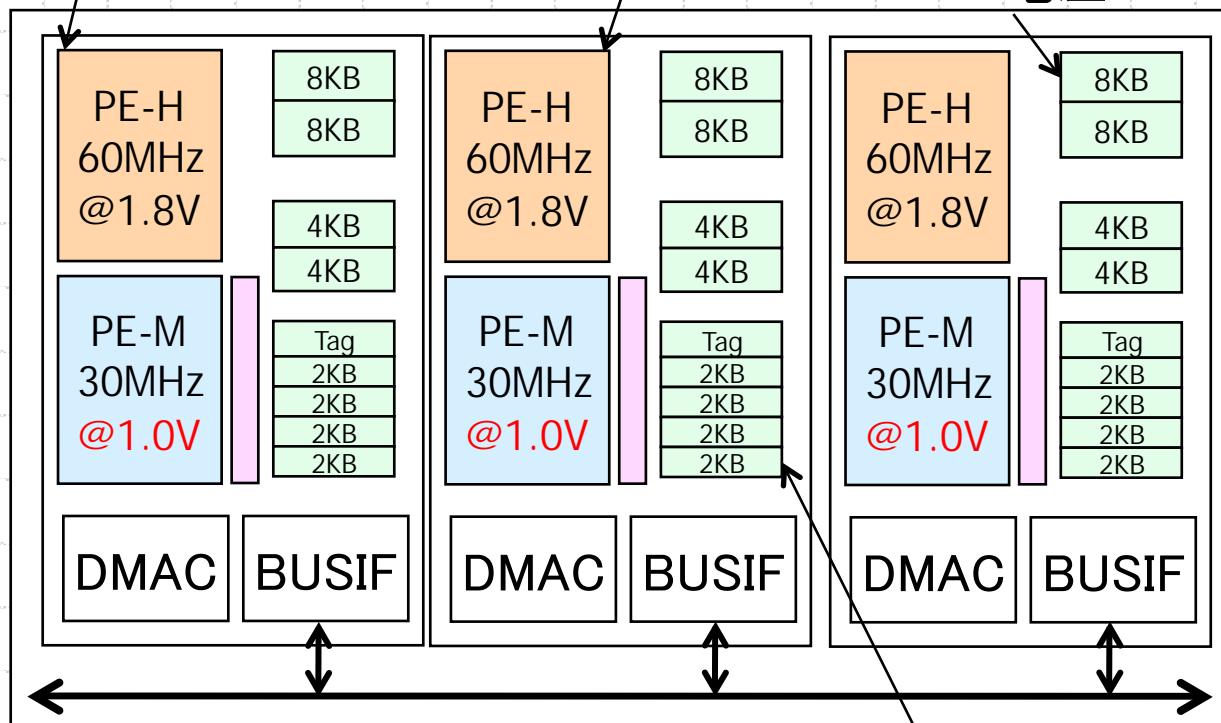 PE-H
60MHz
@1.8V
8KB
8KB
4KB
4KB
PE-M
30MHz
@1.0V
Tag
2KB
2KB
2KB
2KB
DMAC
BUSIF
PE-H
60MHz
@1.8V
8KB
8KB
4KB
4KB
PE-M
30MHz
@1.0V
Tag
2KB
2KB
2KB
2KB
DMAC
BUSIF
PE-H
60MHz
@1.8V
8KB
8KB
4KB
4KB
PE-M
30MHz
@1.0V
Tag
2KB
2KB
2KB
2KB
DMAC
BUSIF